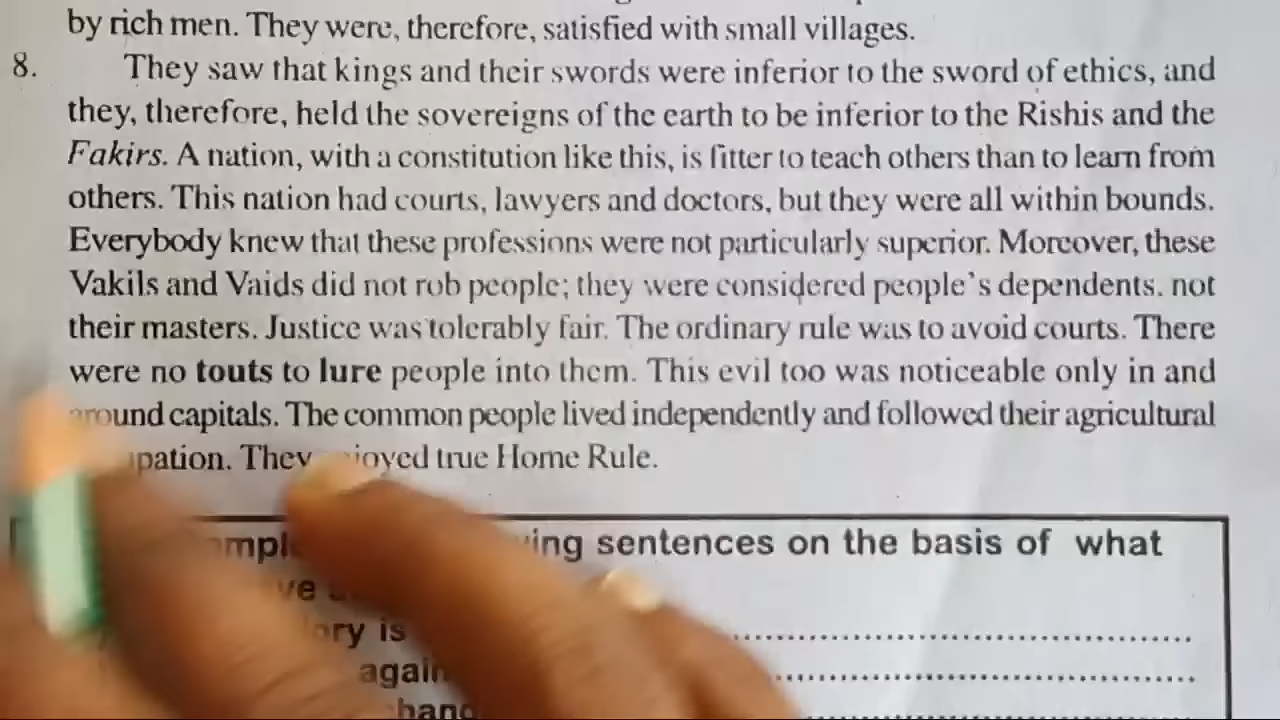 by rich men. They were, therefore, satisfied with small villages.
8. They saw that kings and their swords were inferior to the sword of ethics, and
they, therefore, held the sovereigns of the earth to be inferior to the Rishis and the
Fakirs. A nation, with a constitution like this, is fitter to teach others than to learn from
others. This nation had courts, lawyers and doctors, but they were all within bounds.
Everybody knew that these professions were not particularly superior. Moreover, these
Vakils and Vaids did not rob people; they were considered people's dependents. not
their masters. Justice was tolerably fair. The ordinary rule was to avoid courts. There
were no touts to lure people into them. This evil too was noticeable only in and
around capitals. The common people lived independently and followed their agricultural
They true Home Rule.
sentences on the basis of what
is